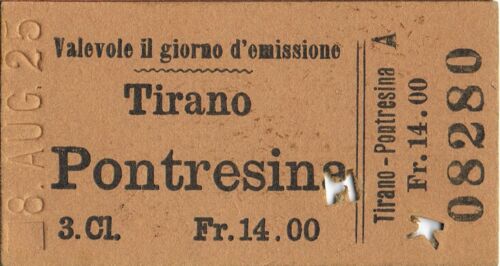 8. AUG. 25
Valevole il giorno d'emissione
Tirano
Pontresina
3. Cl. Fr. 14.00
Tirano - Pontresina A
Fr. 14.00
08280